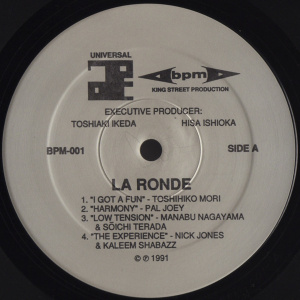 UNIVERSAL
bpm
KING STREET PRODUCTION
EXECUTIVE PRODUCER:
TOSHIAKI IKEDA HISA ISHIOKA
BPM-001 SIDE A
LA RONDE
1. "I GOT A FUN" - TOSHIHIKO MORI
2. "HARMONY" - PAL JOEY
3. "LOW TENSION" - MANABU NAGAYAMA
& SÖICHI TERADA
4. "THE EXPERIENCE" - NICK JONES
& KALEEM SHABAZZ
© ℗ 1991